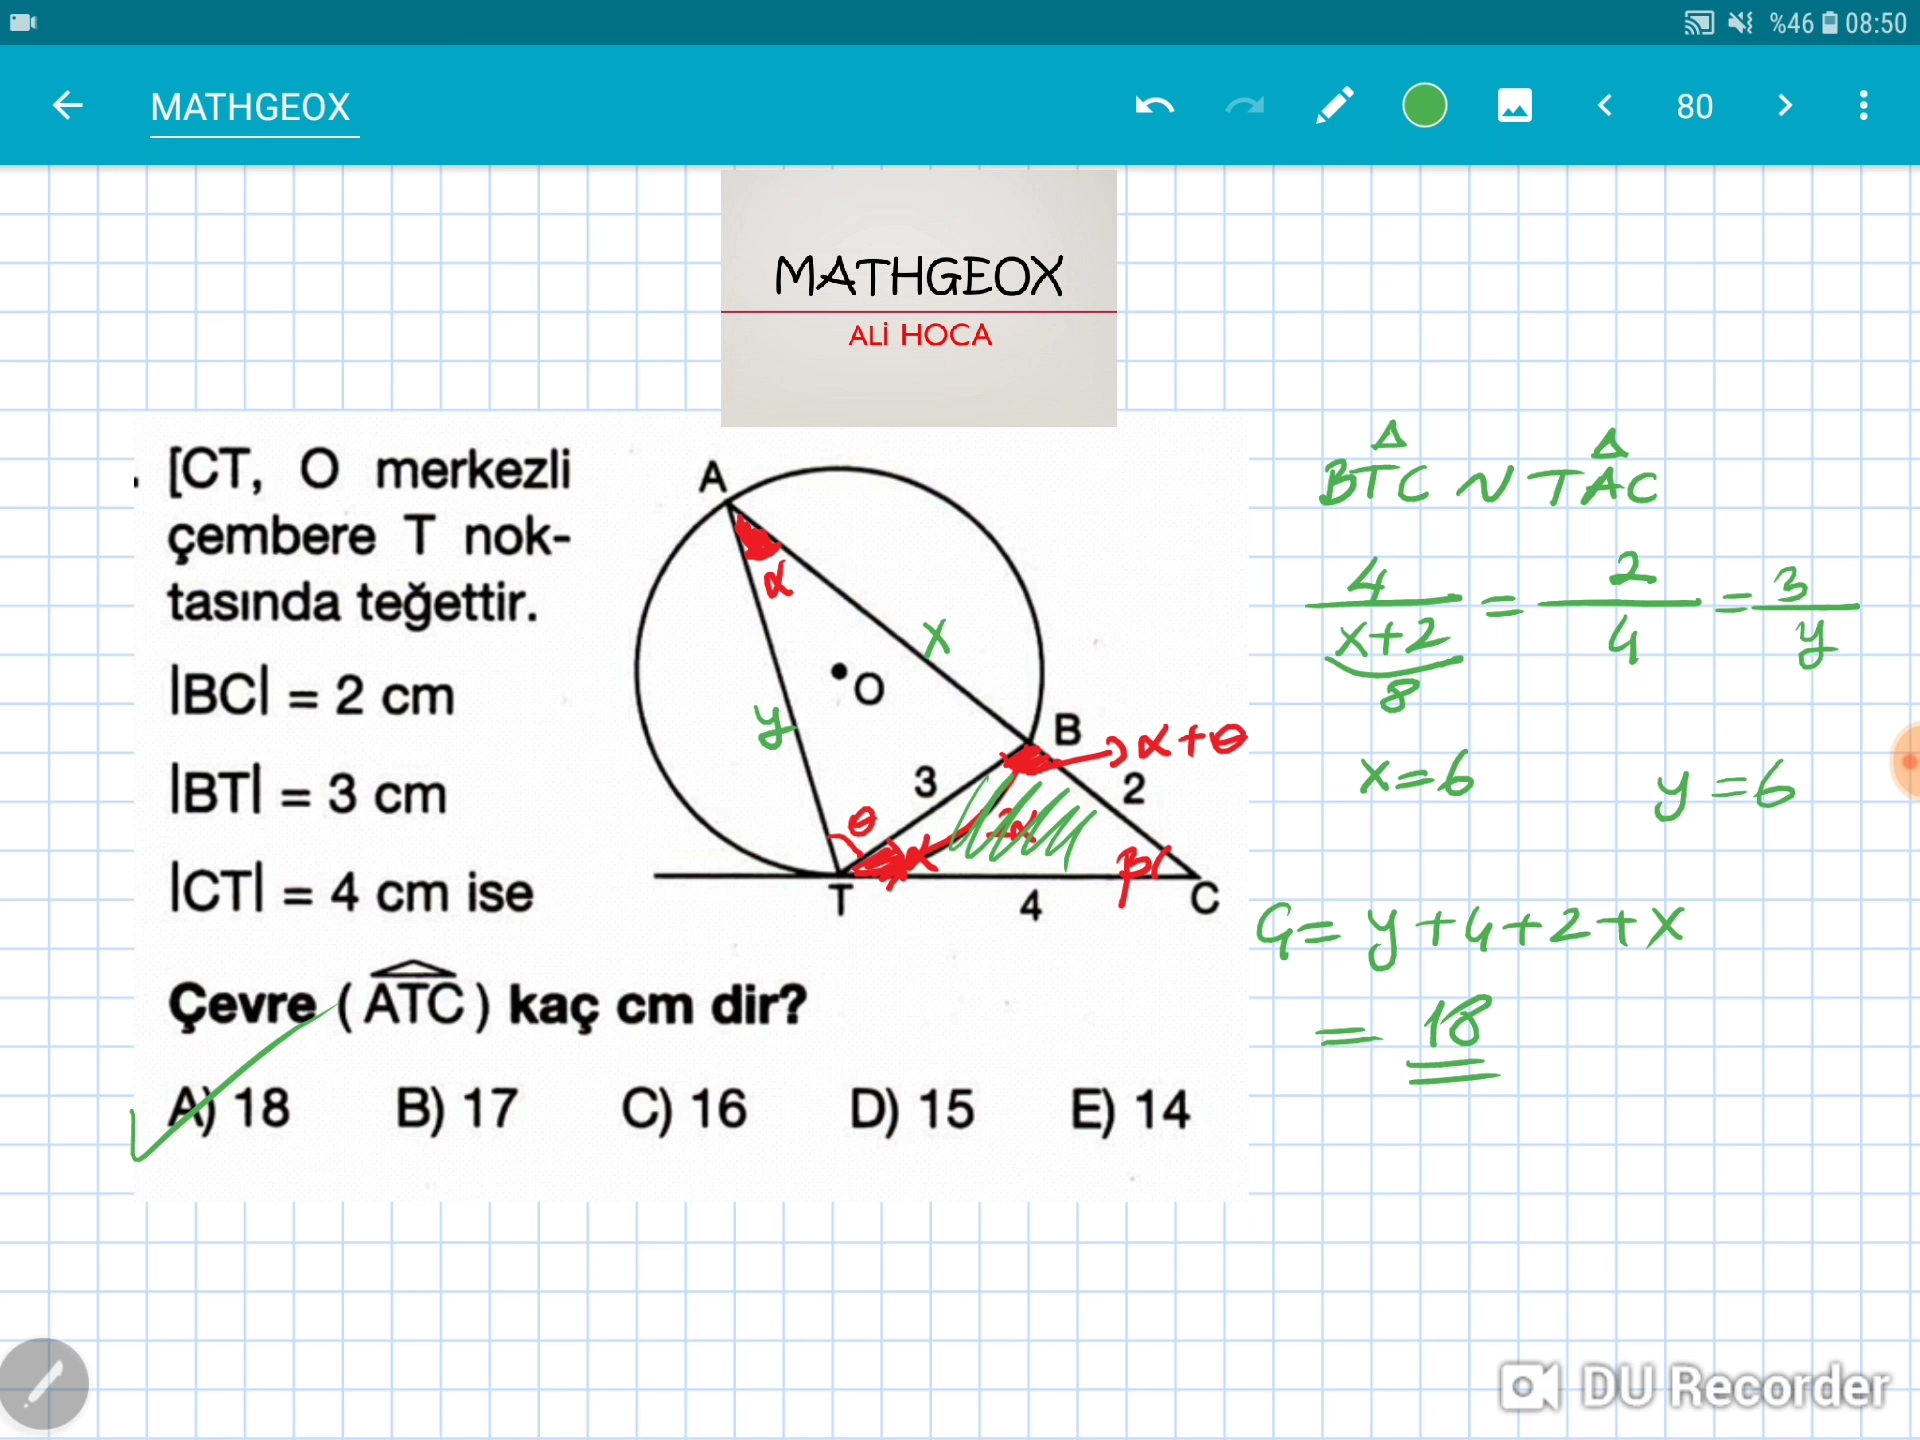 %46 08:50
MATHGEOX
80
MATHGEOX
ALİ HOCA
[CT, O merkezli
çembere T nok-
tasında teğettir.
|BC| = 2 cm
|BT| = 3 cm
|CT| = 4 cm ise
Çevre (ATC) kaç cm dir?
A) 18 B) 17 C) 16 D) 15 E) 14
A
α
x
O
y
B
α+θ
3
2
θ
α
2α
β
T
4
C
BTC ~ TAC
4/(x+2) = 2/4 = 3/y
8
x=6 y=6
Ç= y+4+2+x
= 18
DU Recorder